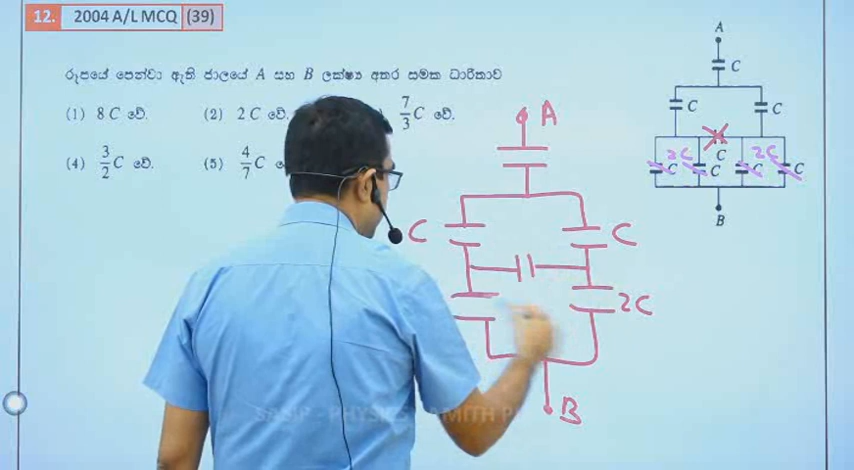 12. 2004 A/L MCQ (39)
රූපයේ පෙන්වා ඇති ජාලයේ A සහ B ලක්ෂ්‍ය අතර සමක ධාරිතාව
(1) 8 C වේ. (2) 2 C වේ. 7/3 C වේ.
(4) 3/2 C වේ. (5) 4/7 C
A
C
C C
C
2C 2C
C C C C
B
A
C C
2C
B